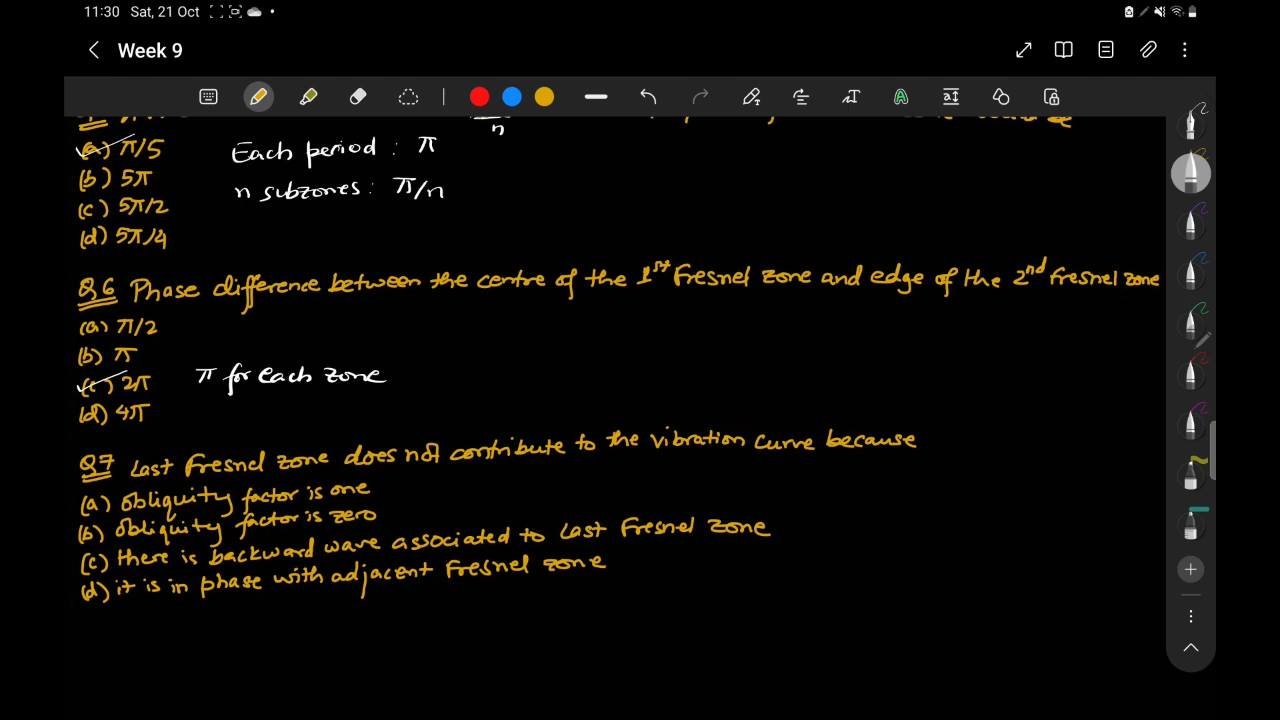 11:30 Sat, 21 Oct
Week 9
n
(a) π/5
Each period : π
(b) 5π
n subzones : π/n
(c) 5π/2
(d) 5π/4
Q6 Phase difference between the centre of the 1st Fresnel zone and edge of the 2nd Fresnel zone
(a) π/2
(b) π
(c) 2π
π for each zone
(d) 4π
Q7 Last Fresnel zone does not contribute to the vibration curve because
(a) obliquity factor is one
(b) obliquity factor is zero
(c) there is backward wave associated to last Fresnel zone
(d) it is in phase with adjacent Fresnel zone